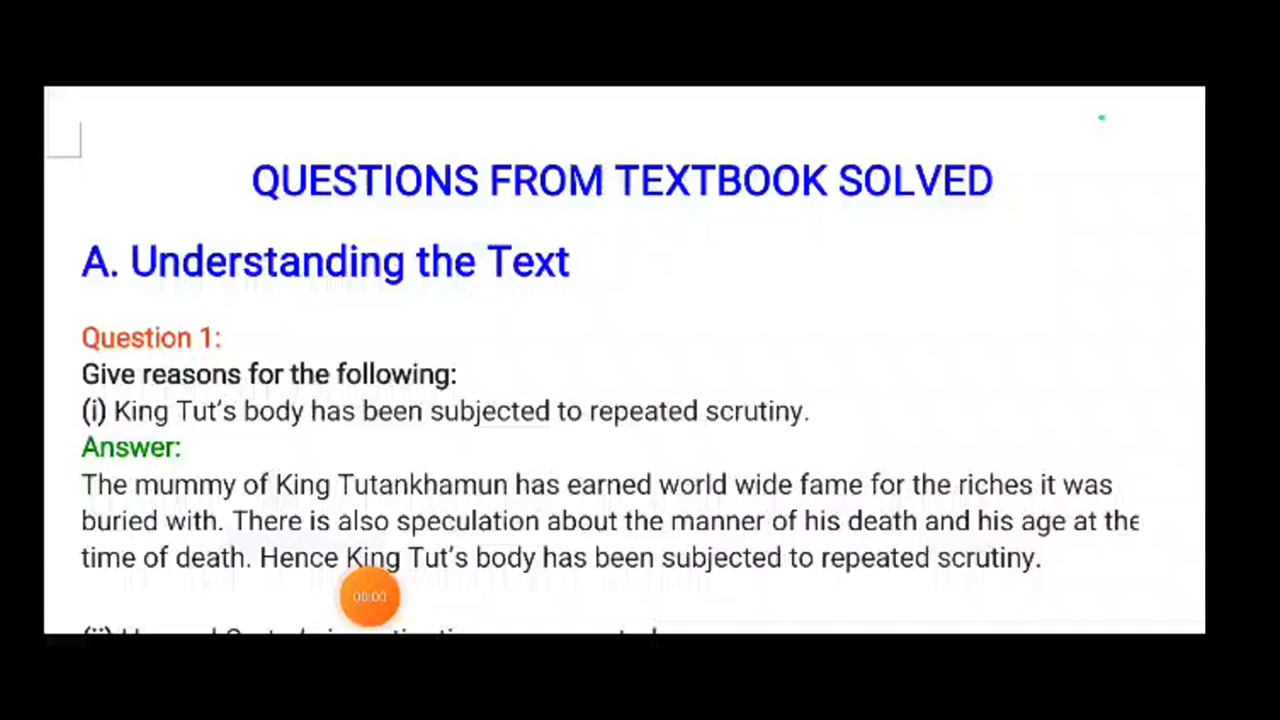 QUESTIONS FROM TEXTBOOK SOLVED
A. Understanding the Text
Question 1:
Give reasons for the following:
(i) King Tut's body has been subjected to repeated scrutiny.
Answer:
The mummy of King Tutankhamun has earned world wide fame for the riches it was
buried with. There is also speculation about the manner of his death and his age at the
time of death. Hence King Tut's body has been subjected to repeated scrutiny.
00:00